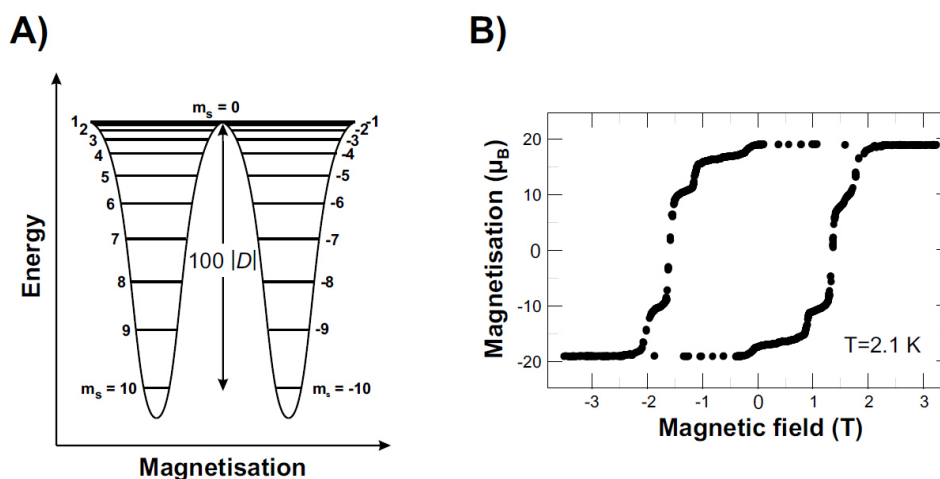 A)
B)
m_s = 0
1 -1
2 -2
3 -3
4 -4
5 -5
6 -6
7 -7
8 -8
9 -9
m_s = 10 m_s = -10
100 |D|
Energy
Magnetisation
Magnetisation (μ_B)
20
10
0
-10
-20
T=2.1 K
-3 -2 -1 0 1 2 3
Magnetic field (T)